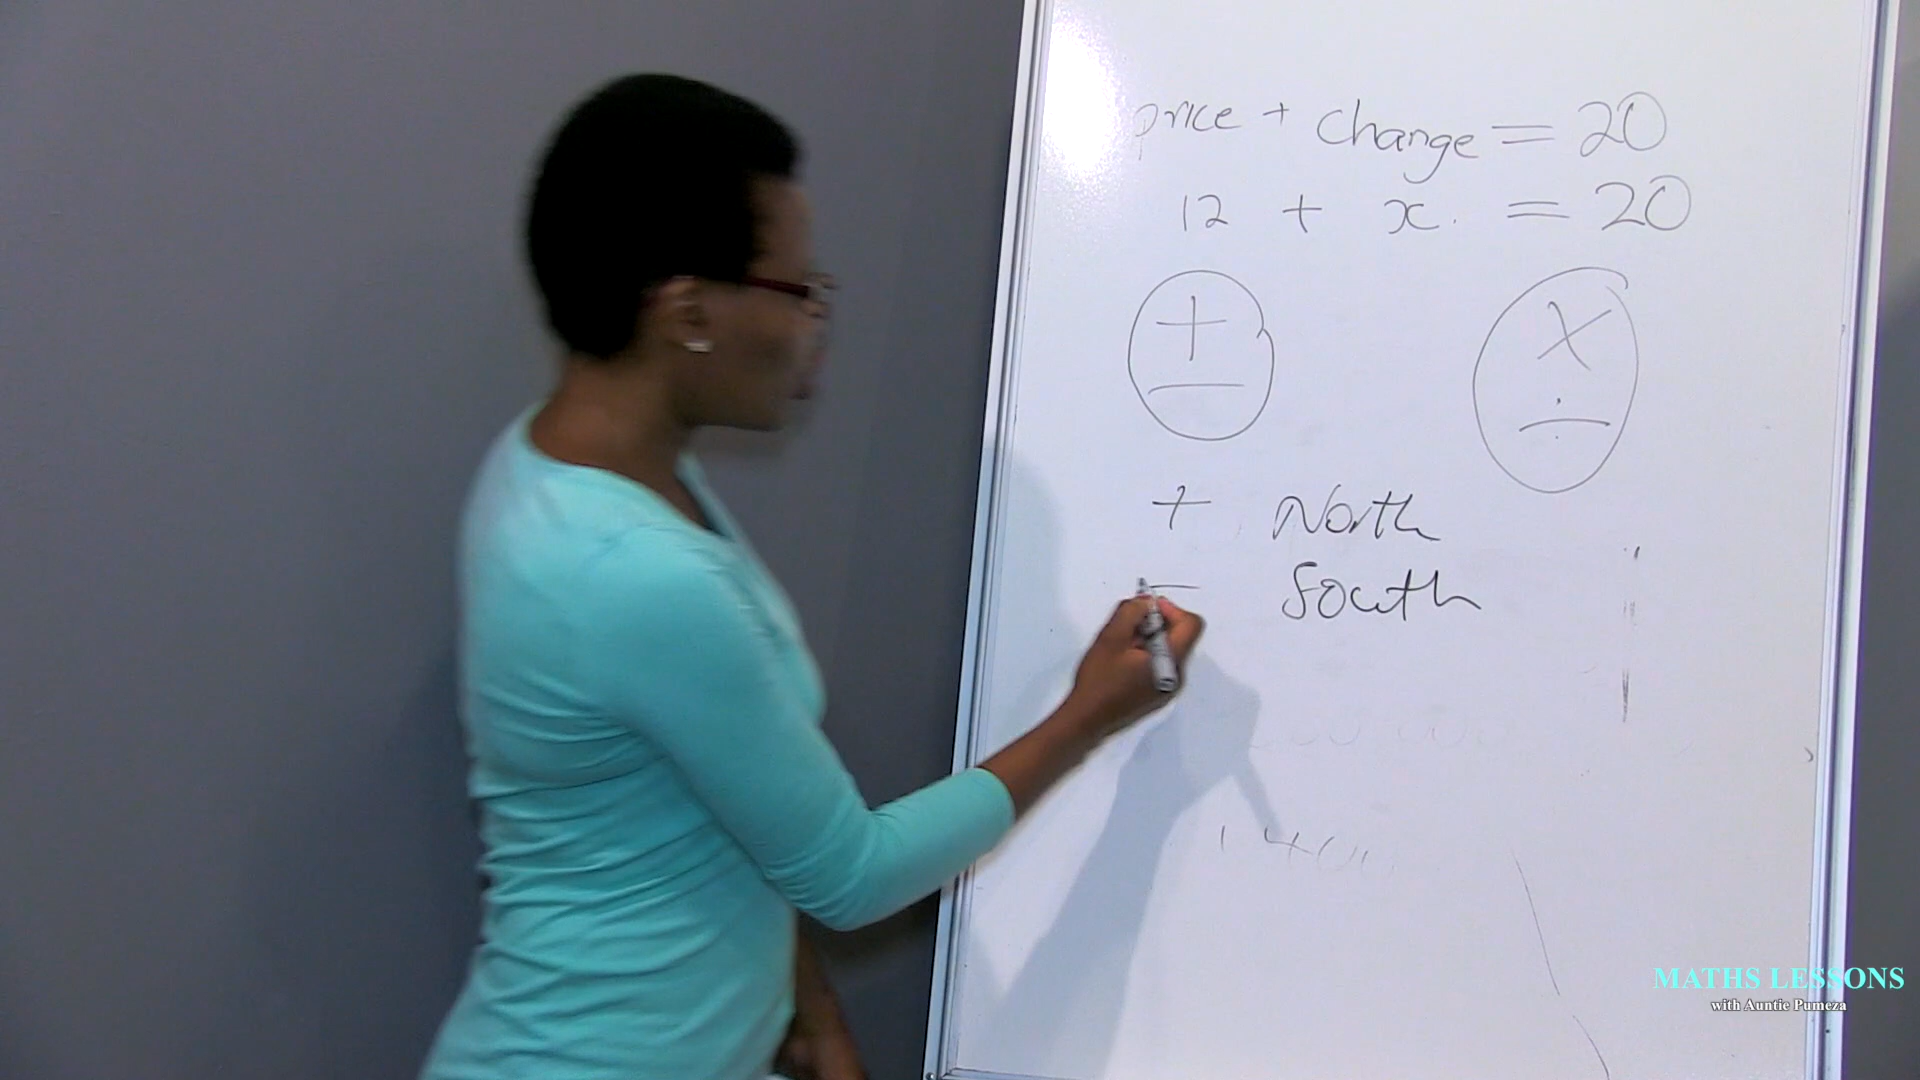 price + change = 20
12 + x = 20
+
−
×
÷
+ North
− South
MATHS LESSONS
with Auntie Pumeza